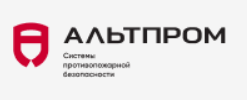 АЛЬТПРОМ
Системы
противопожарной
безопасности